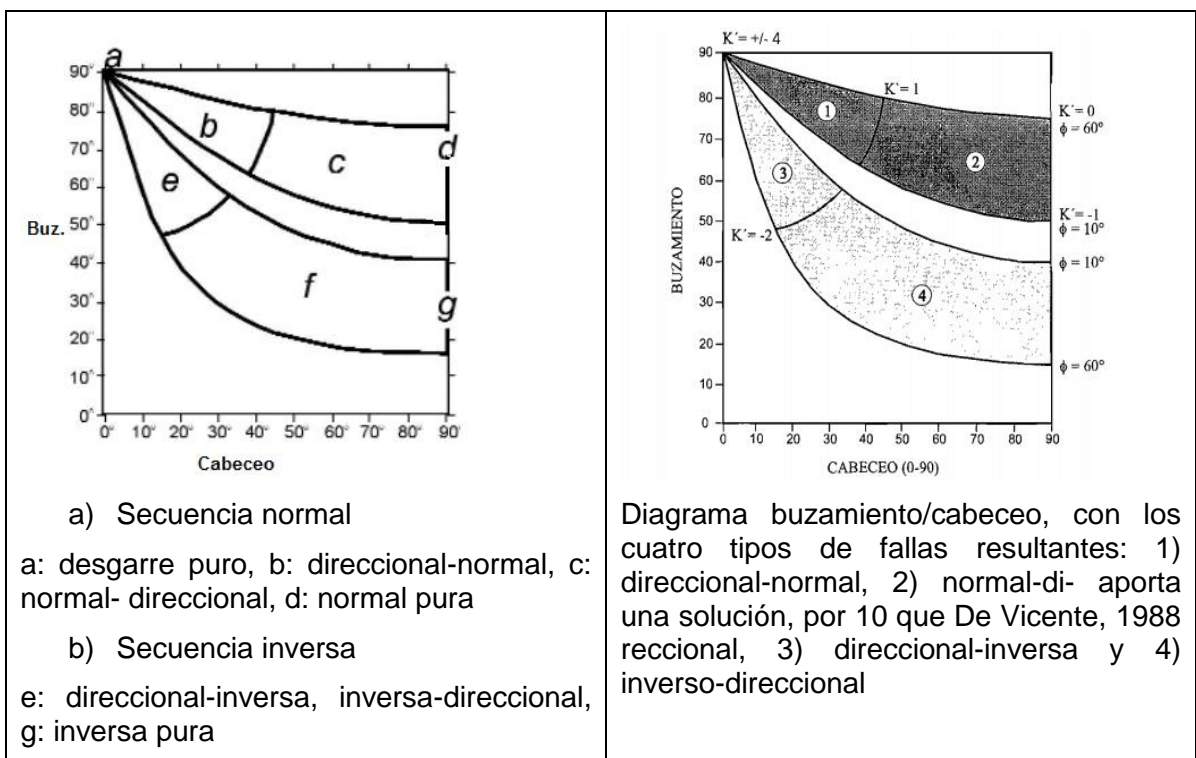 a
90°
80°
70°
60°
Buz. 50°
40°
30°
20°
10°
0°
b
c
d
e
f
g
0° 10° 20° 30° 40° 50° 60° 70° 80° 90
Cabeceo
a) Secuencia normal
a: desgarre puro, b: direccional-normal, c:
normal- direccional, d: normal pura
b) Secuencia inversa
e: direccional-inversa, inversa-direccional,
g: inversa pura
K´= +/- 4
90
80
70
60
50
40
30
20
10
0
BUZAMIENTO
K`= 1
1
2
3
4
K´= -2
K´= 0
ϕ = 60°
K´= -1
ϕ = 10°
ϕ = 10°
ϕ = 60°
0 10 20 30 40 50 60 70 80 90
CABECEO (0-90)
Diagrama buzamiento/cabeceo, con los
cuatro tipos de fallas resultantes: 1)
direccional-normal, 2) normal-di- aporta
una solución, por 10 que De Vicente, 1988
reccional, 3) direccional-inversa y 4)
inverso-direccional